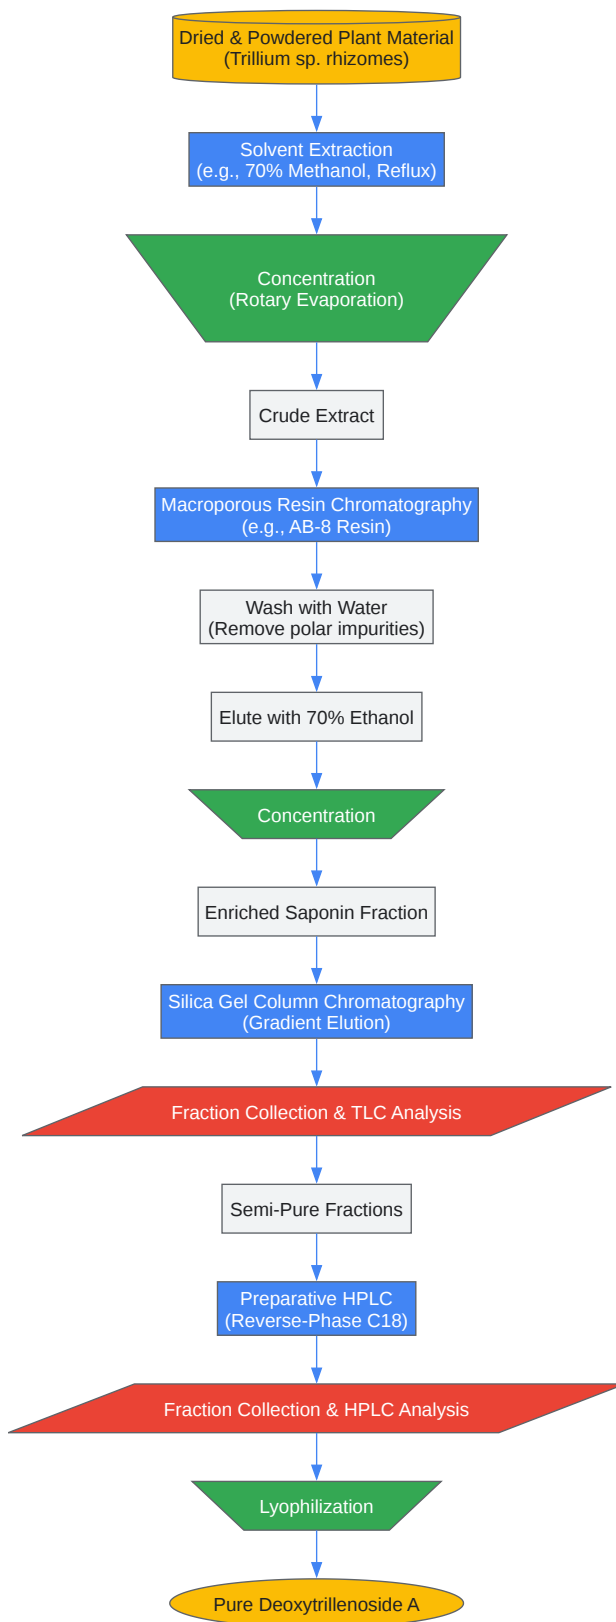 Dried & Powdered Plant Material
(Trillium sp. rhizomes)
Solvent Extraction
(e.g., 70% Methanol, Reflux)
Concentration
(Rotary Evaporation)
Crude Extract
Macroporous Resin Chromatography
(e.g., AB-8 Resin)
Wash with Water
(Remove polar impurities)
Elute with 70% Ethanol
Concentration
Enriched Saponin Fraction
Silica Gel Column Chromatography
(Gradient Elution)
Fraction Collection & TLC Analysis
Semi-Pure Fractions
Preparative HPLC
(Reverse-Phase C18)
Fraction Collection & HPLC Analysis
Lyophilization
Pure Deoxytrillenoside A